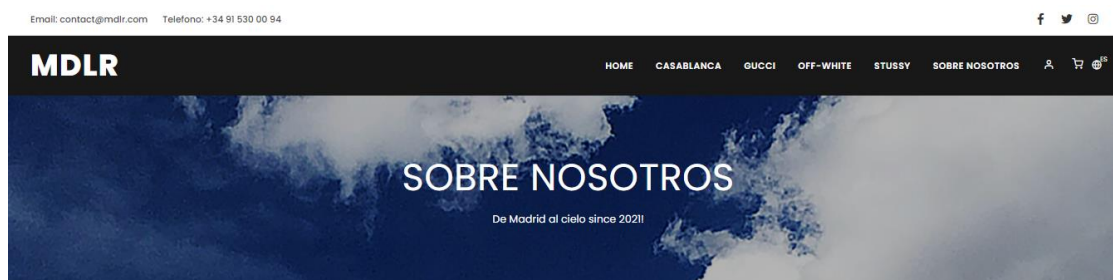 Email: contact@mdlr.com Telefono: +34 91 530 00 94
MDLR HOME CASABLANCA GUCCI OFF-WHITE STUSSY SOBRE NOSOTROS ES
SOBRE NOSOTROS
De Madrid al cielo since 2021!